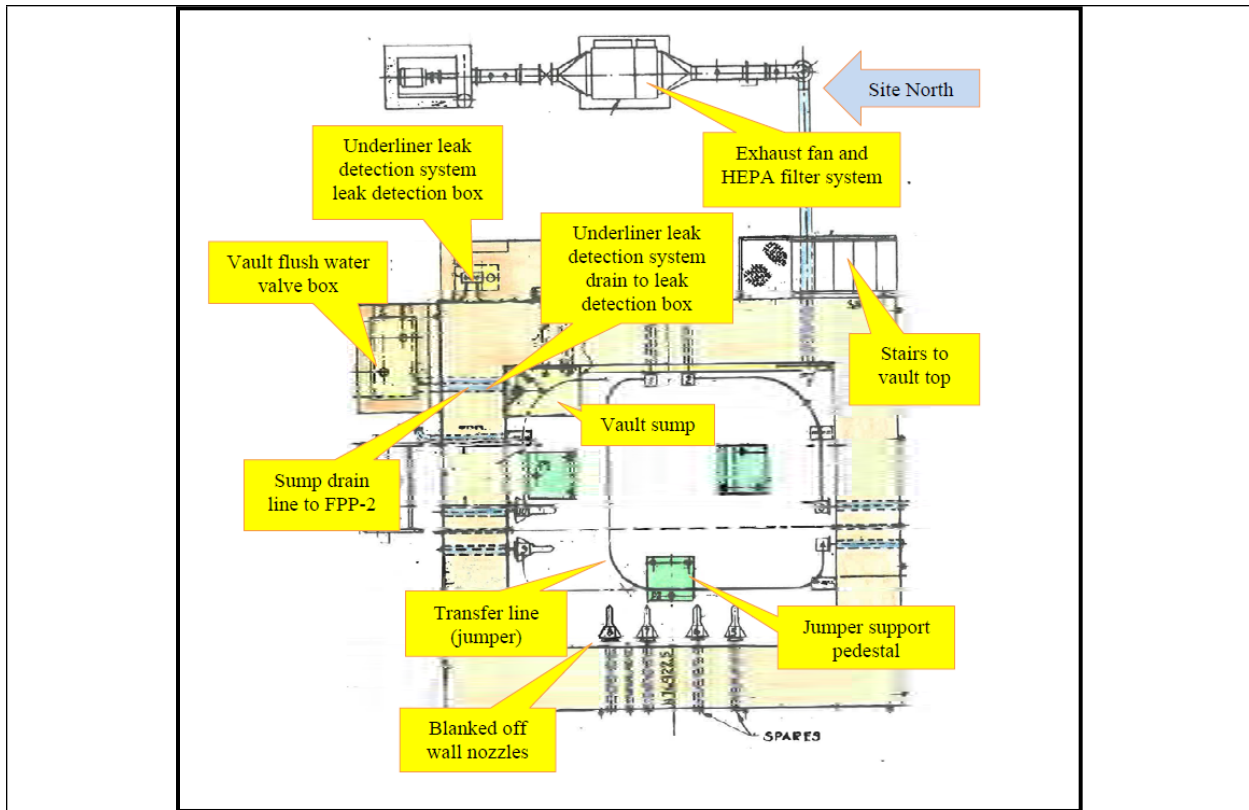 Site North
Exhaust fan and
HEPA filter system
Underliner leak
detection system
leak detection box
Underliner leak
detection system
drain to leak
detection box
Vault flush water
valve box
Stairs to
vault top
Vault sump
Sump drain
line to FPP-2
Transfer line
(jumper)
Jumper support
pedestal
Blanked off
wall nozzles
SPARES
1
2